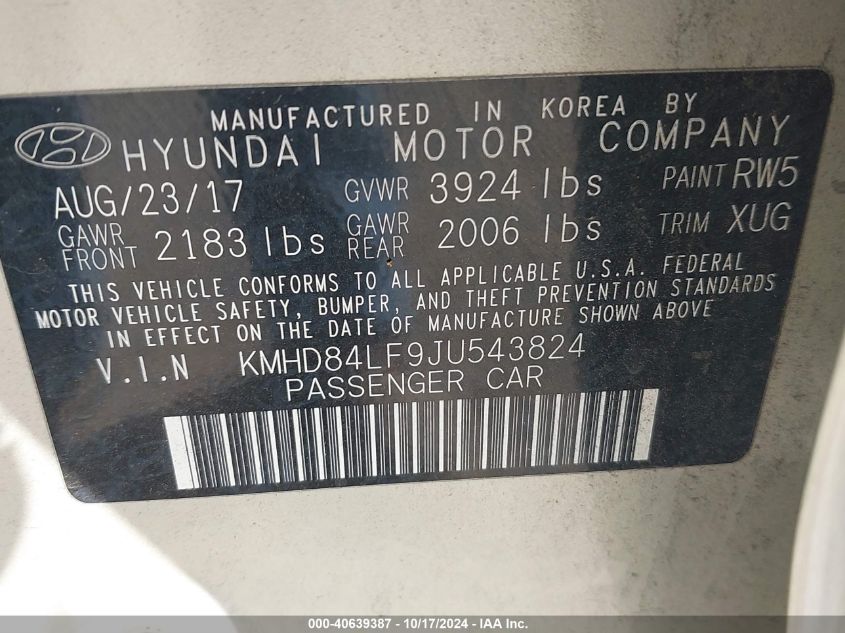 MANUFACTURED IN KOREA BY
HYUNDAI MOTOR COMPANY
AUG/23/17 GVWR 3924 lbs PAINT RW5
GAWR FRONT 2183 lbs GAWR REAR 2006 lbs TRIM XUG
THIS VEHICLE CONFORMS TO ALL APPLICABLE U.S.A. FEDERAL
MOTOR VEHICLE SAFETY, BUMPER, AND THEFT PREVENTION STANDARDS
IN EFFECT ON THE DATE OF MANUFACTURE SHOWN ABOVE
V.I.N KMHD84LF9JU543824
PASSENGER CAR
000-40639387 - 10/17/2024 - IAA Inc.